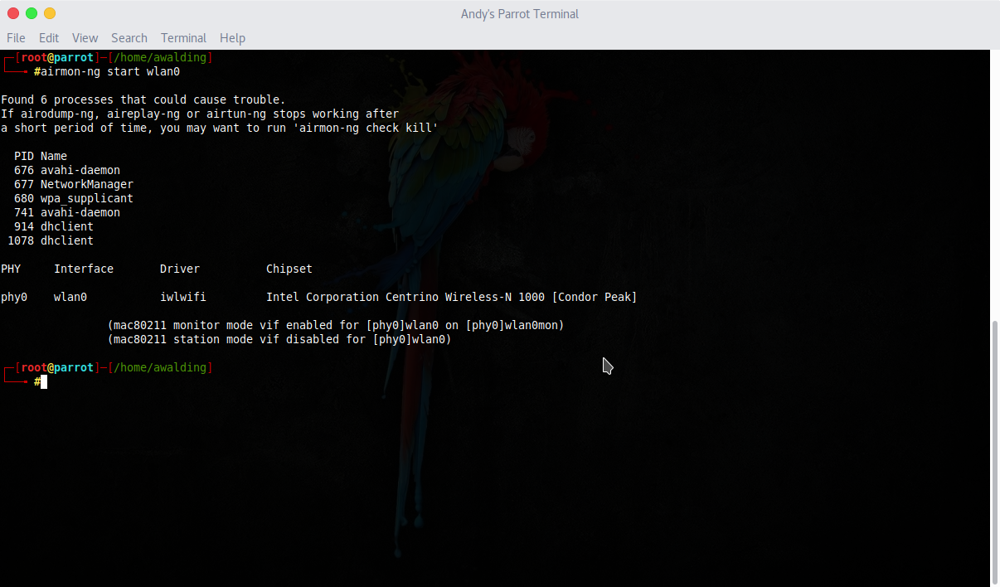 Andy's Parrot Terminal
File Edit View Search Terminal Help
┌─[root@parrot]─[/home/awalding]
└──╼ #airmon-ng start wlan0
Found 6 processes that could cause trouble.
If airodump-ng, aireplay-ng or airtun-ng stops working after
a short period of time, you may want to run 'airmon-ng check kill'
PID Name
676 avahi-daemon
677 NetworkManager
680 wpa_supplicant
741 avahi-daemon
914 dhclient
1078 dhclient
PHY Interface Driver Chipset
phy0 wlan0 iwlwifi Intel Corporation Centrino Wireless-N 1000 [Condor Peak]
(mac80211 monitor mode vif enabled for [phy0]wlan0 on [phy0]wlan0mon)
(mac80211 station mode vif disabled for [phy0]wlan0)
┌─[root@parrot]─[/home/awalding]
└──╼ #